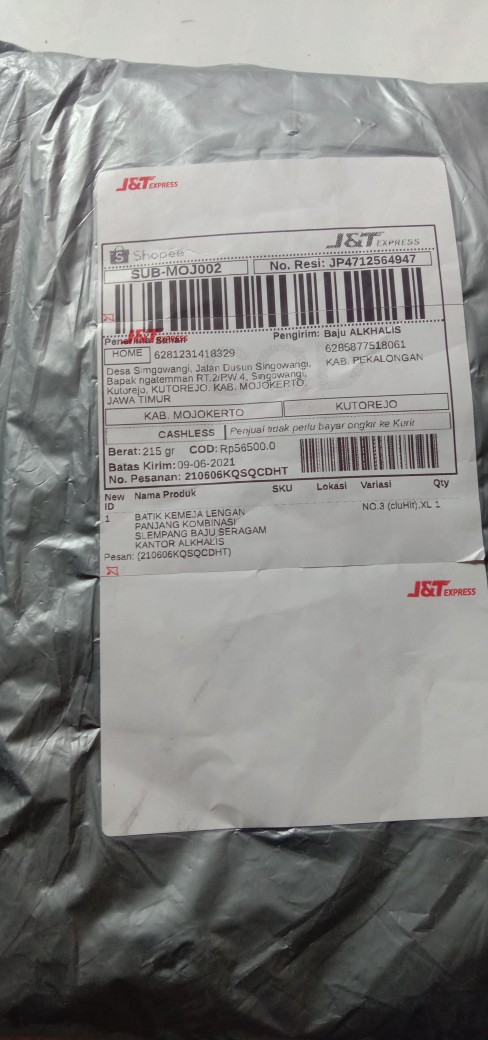 J&T EXPRESS
Shopee
J&T EXPRESS
SUB-MOJ002
No. Resi: JP4712564947
J&T EXPRESS
Pengirim: Baju ALKHALIS
HOME 6281231418329
6285877518061
KAB. PEKALONGAN
Desa Simgowangi, Jalan Dusun Singowangi,
Bapak ngatemman RT.2/P.W 4, Singowangi,
Kutorejo, KUTOREJO, KAB. MOJOKERTO,
JAWA TIMUR
KAB. MOJOKERTO
KUTOREJO
CASHLESS
Penjual tidak perlu bayar ongkir ke Kurir
Berat: 215 gr COD: Rp56500.0
Batas Kirim: 09-06-2021
No. Pesanan: 210606KQSQCDHT
New ID Nama Produk SKU Lokasi Variasi Qty
1 BATIK KEMEJA LENGAN
PANJANG KOMBINASI
SLEMPANG BAJU SERAGAM
KANTOR ALKHALIS
NO.3 (cluHit),XL 1
Pesan: (210606KQSQCDHT)
J&T EXPRESS